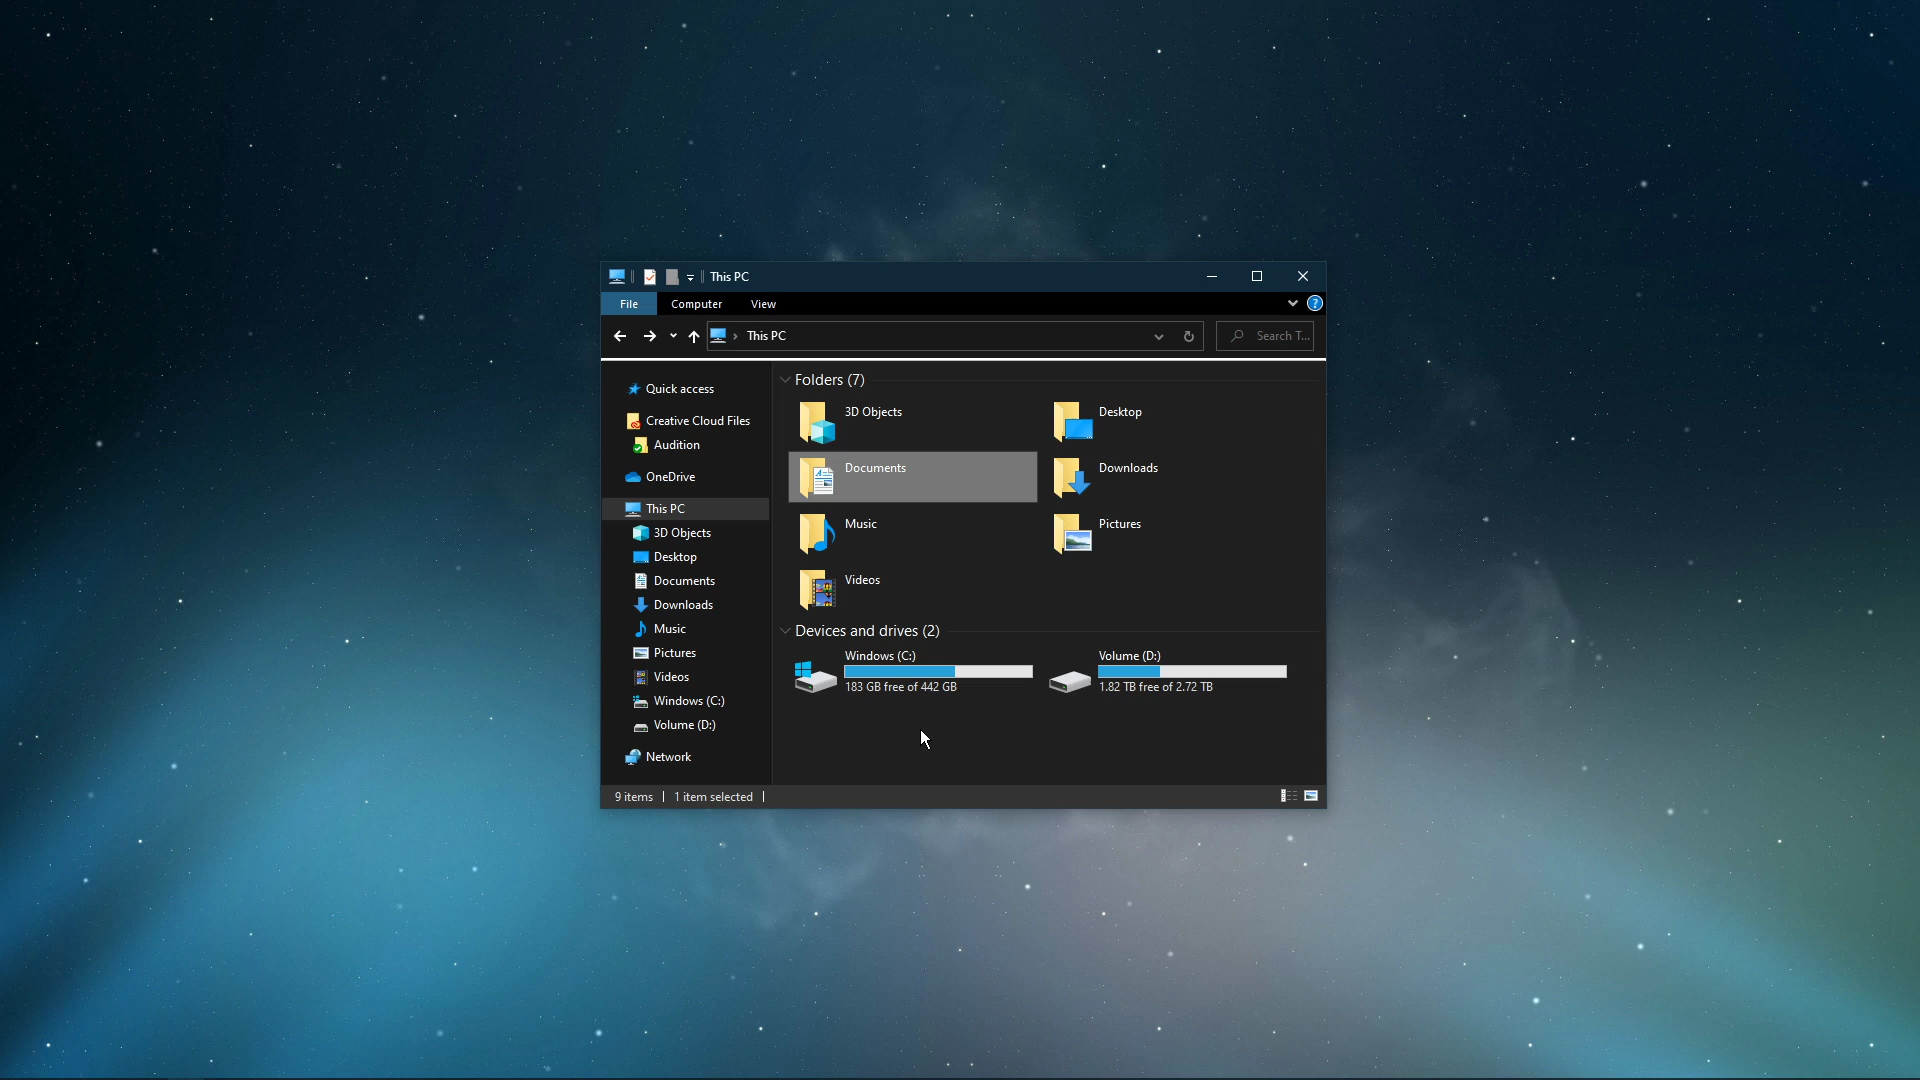 This PC
File Computer View
This PC
Search T...
Quick access
Creative Cloud Files
Audition
OneDrive
This PC
3D Objects
Desktop
Documents
Downloads
Music
Pictures
Videos
Windows (C:)
Volume (D:)
Network
Folders (7)
3D Objects
Desktop
Documents
Downloads
Music
Pictures
Videos
Devices and drives (2)
Windows (C:)
183 GB free of 442 GB
Volume (D:)
1.82 TB free of 2.72 TB
9 items
1 item selected